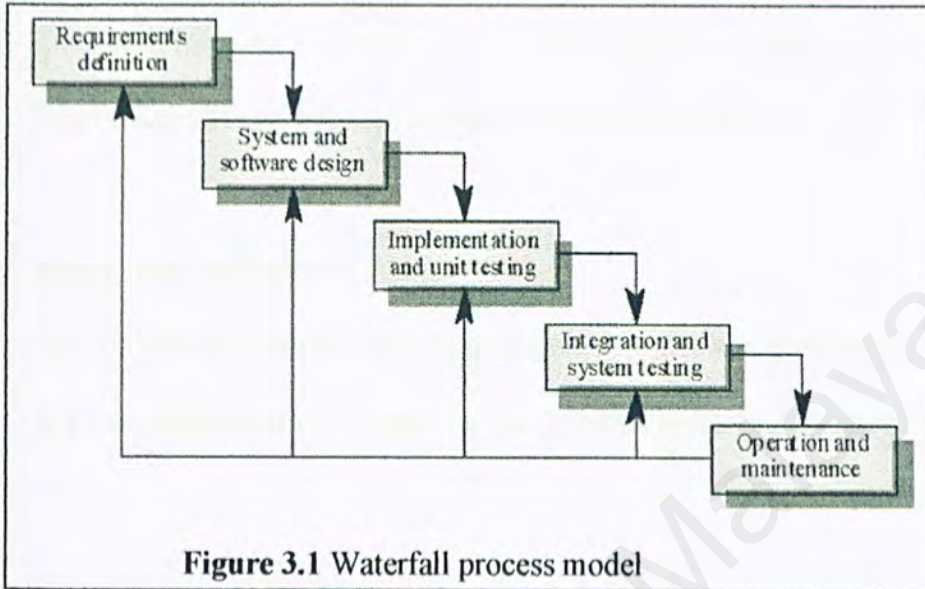 Requirements
definition
System and
software design
Implementation
and unit testing
Integration and
system testing
Operation and
maintenance
Figure 3.1 Waterfall process model
Malaya